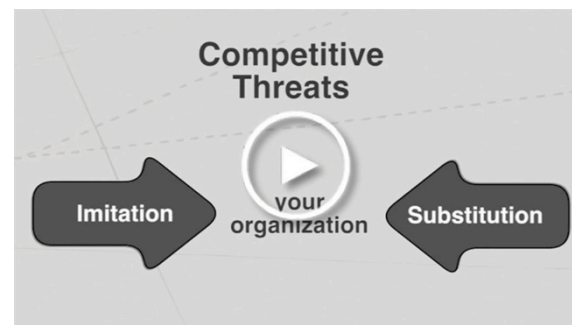 Competitive
Threats
Imitation
your
organization
Substitution